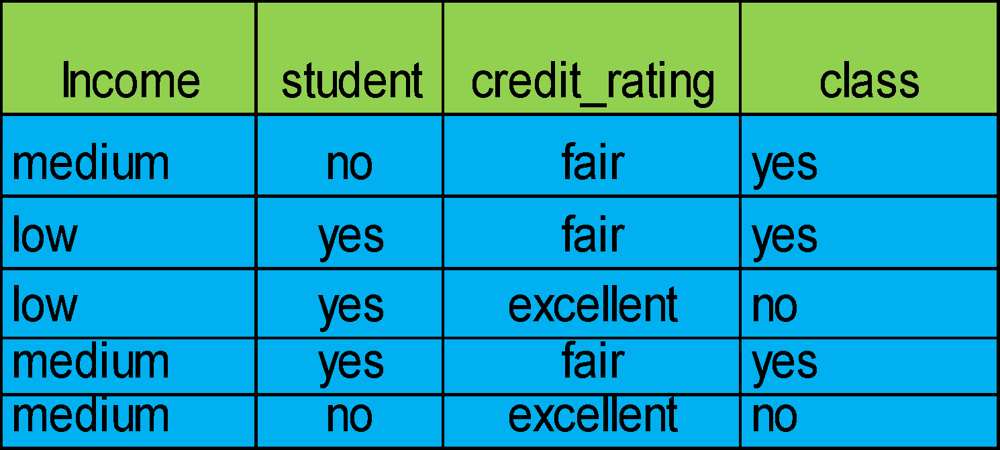 Income student credit_rating class
medium no fair yes
low yes fair yes
low yes excellent no
medium yes fair yes
medium no excellent no